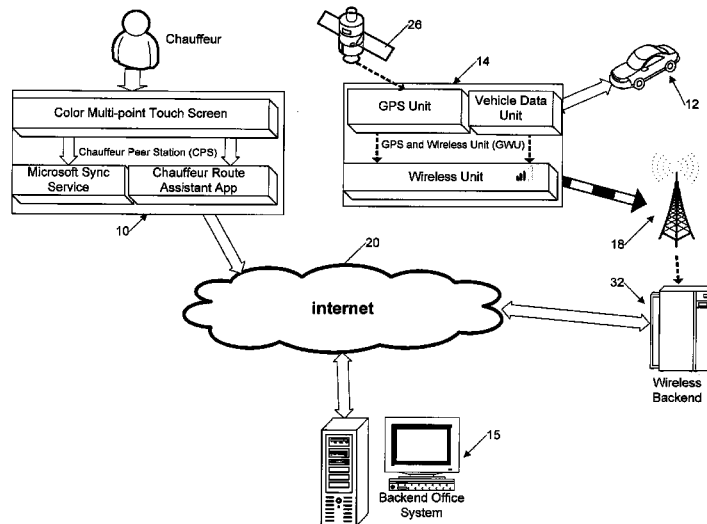 Chauffeur
26
14
Color Multi-point Touch Screen
GPS Unit
Vehicle Data
Unit
12
Chauffeur Peer Station (CPS)
GPS and Wireless Unit (GWU)
Microsoft Sync
Service
Chauffeur Route
Assistant App
Wireless Unit
10
18
20
32
internet
Wireless
Backend
15
Backend Office
System